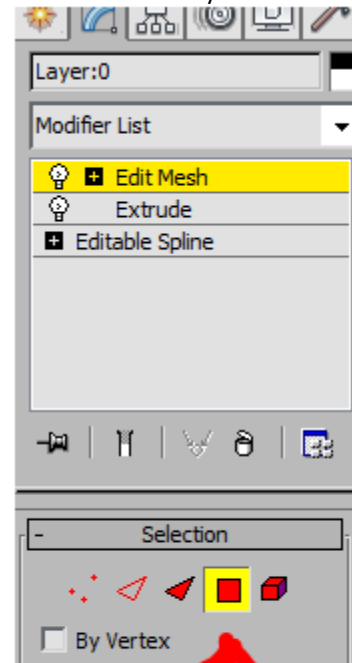 Layer:0
Modifier List
Edit Mesh
Extrude
Editable Spline
- Selection
By Vertex